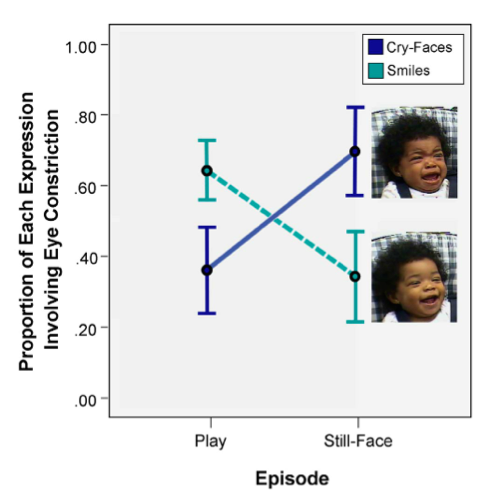 1.00
.80
.60
.40
.20
.00
Cry-Faces
Smiles
Proportion of Each Expression
Involving Eye Constriction
Play
Still-Face
Episode